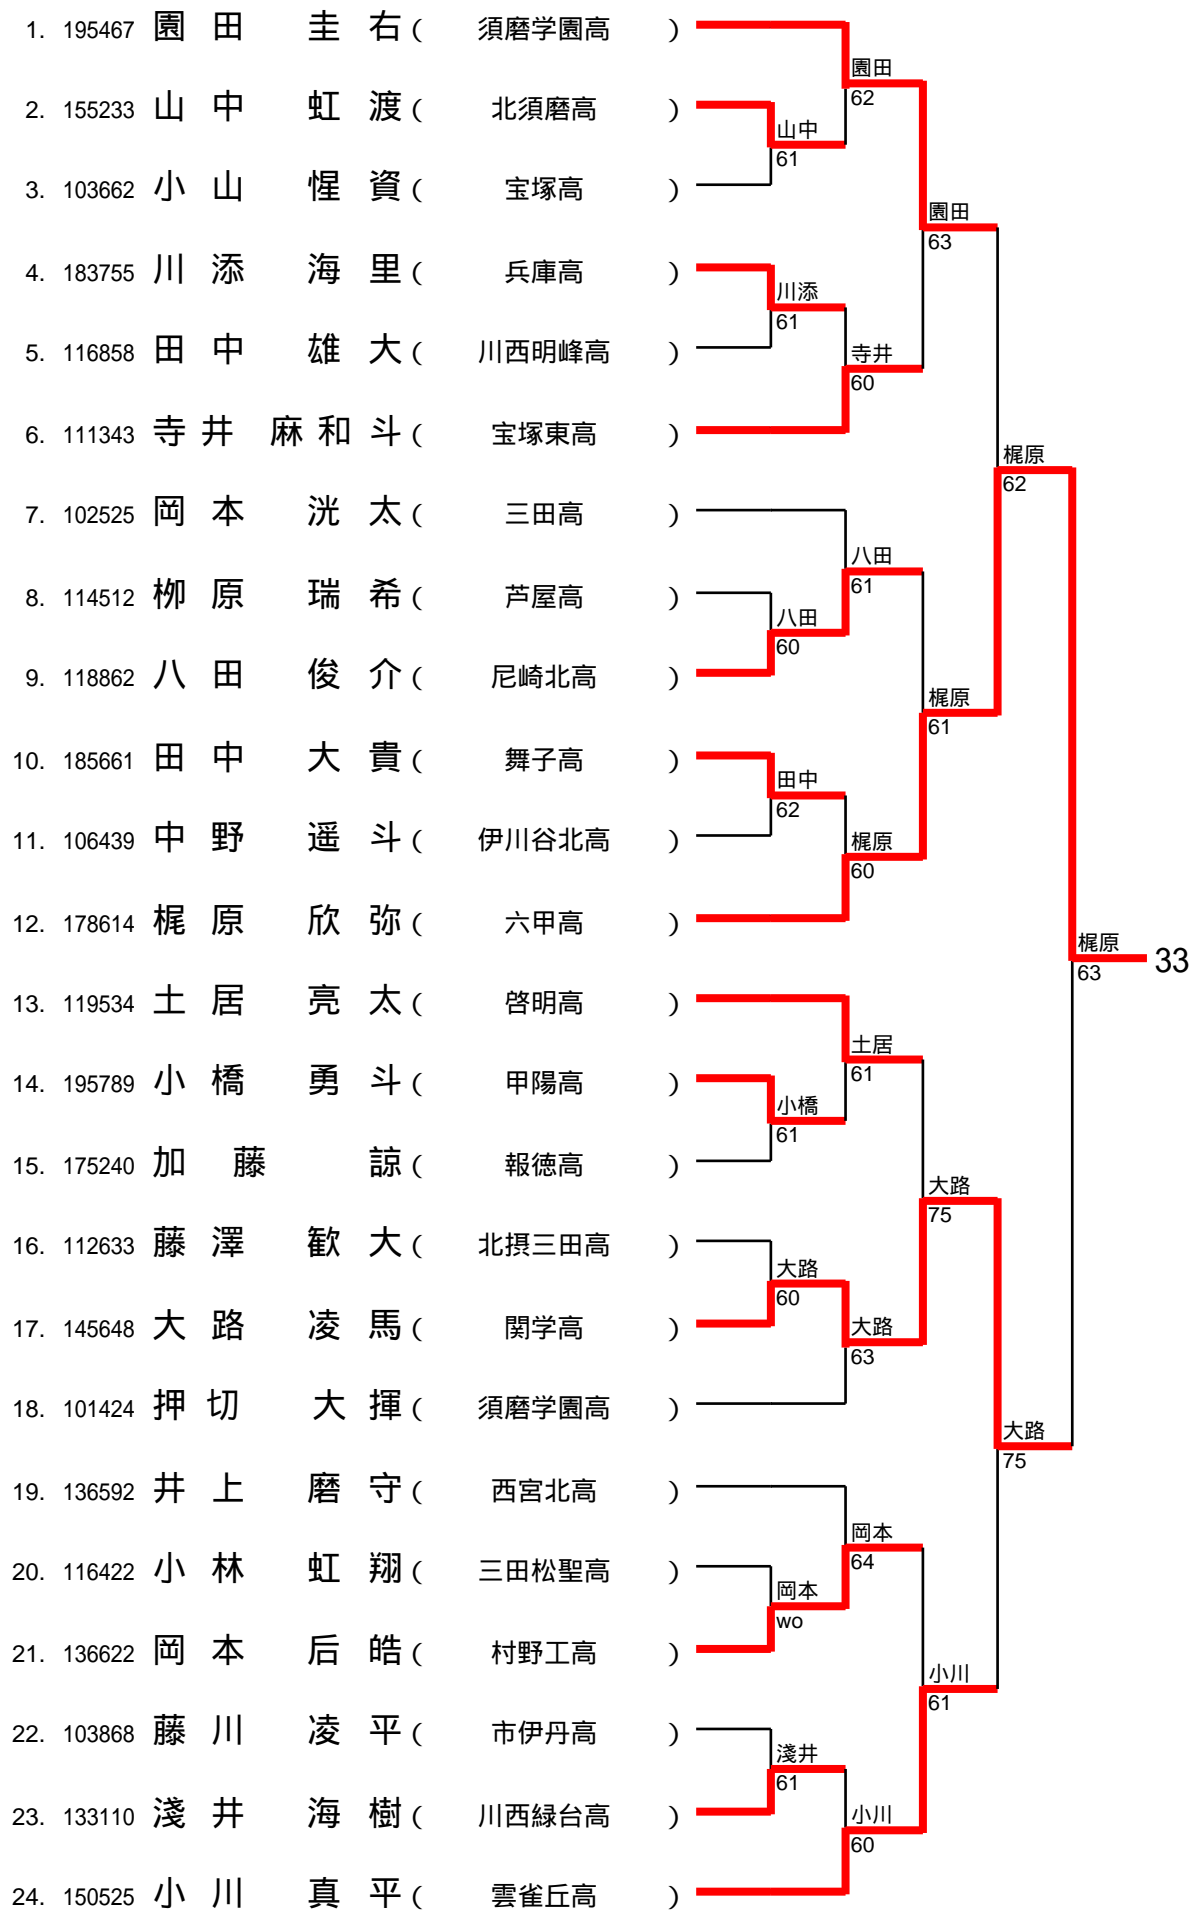 1. 195467 園田 圭右 ( 須磨学園高 )
園田
62
2. 155233 山中 虹渡 ( 北須磨高 )
山中
61
3. 103662 小山 惺資 ( 宝塚高 )
園田
63
4. 183755 川添 海里 ( 兵庫高 )
川添
61
5. 116858 田中 雄大 ( 川西明峰高 )
寺井
60
6. 111343 寺井 麻和斗 ( 宝塚東高 )
梶原
62
7. 102525 岡本 洸太 ( 三田高 )
八田
61
8. 114512 栁原 瑞希 ( 芦屋高 )
八田
60
9. 118862 八田 俊介 ( 尼崎北高 )
梶原
61
10. 185661 田中 大貴 ( 舞子高 )
田中
62
11. 106439 中野 遥斗 ( 伊川谷北高 )
梶原
60
12. 178614 梶原 欣弥 ( 六甲高 )
梶原
63
33
13. 119534 土居 亮太 ( 啓明高 )
土居
61
14. 195789 小橋 勇斗 ( 甲陽高 )
小橋
61
15. 175240 加藤 諒 ( 報徳高 )
大路
75
16. 112633 藤澤 歓大 ( 北摂三田高 )
大路
60
17. 145648 大路 凌馬 ( 関学高 )
大路
63
18. 101424 押切 大揮 ( 須磨学園高 )
大路
75
19. 136592 井上 磨守 ( 西宮北高 )
岡本
64
20. 116422 小林 虹翔 ( 三田松聖高 )
岡本
wo
21. 136622 岡本 后皓 ( 村野工高 )
小川
61
22. 103868 藤川 凌平 ( 市伊丹高 )
淺井
61
23. 133110 淺井 海樹 ( 川西緑台高 )
小川
60
24. 150525 小川 真平 ( 雲雀丘高 )